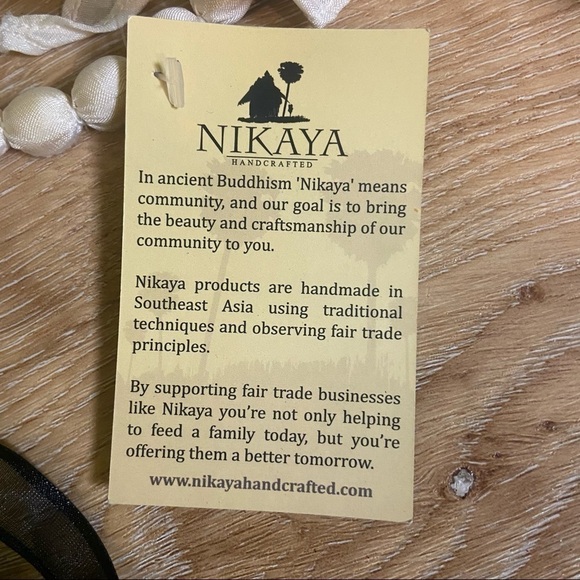 NIKAYA
HANDCRAFTED
In ancient Buddhism 'Nikaya' means
community, and our goal is to bring
the beauty and craftsmanship of our
community to you.
Nikaya products are handmade in
Southeast Asia using traditional
techniques and observing fair trade
principles.
By supporting fair trade businesses
like Nikaya you're not only helping
to feed a family today, but you're
offering them a better tomorrow.
www.nikayahandcrafted.com